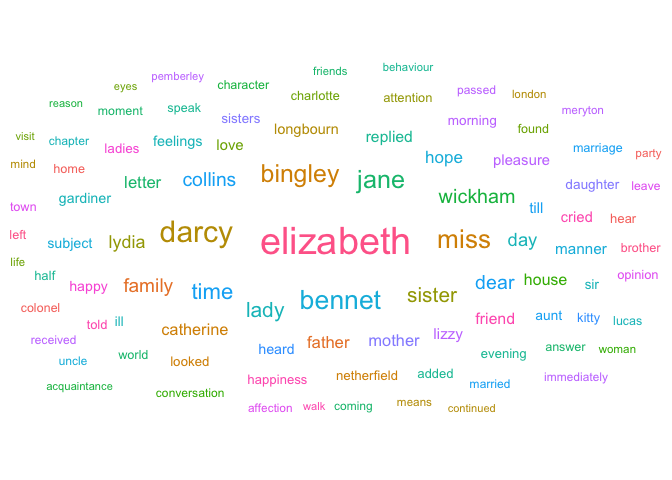 friends behaviour
eyes pemberley character passed london
reason moment speak charlotte attention meryton
visit chapter ladies feelings sisters love longbourn replied morning found marriage party
mind home letter collins bingley jane hope pleasure daughter leave
town gardiner wickham till cried hear
left subject lydia darcy elizabeth miss day manner brother
life half happy family time bennet sister dear house sir opinion
colonel told ill lady friend aunt kitty lucas
received catherine heard father mother lizzy answer woman
uncle world looked evening
acquaintance conversation happiness netherfield added married immediately
affection walk coming means continued